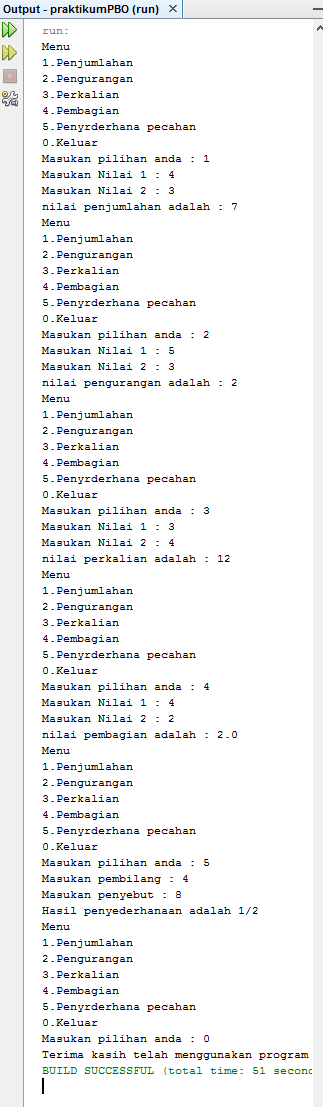 Output - praktikumPBO (run)
run:
Menu
1.Penjumlahan
2.Pengurangan
3.Perkalian
4.Pembagian
5.Penyrderhana pecahan
0.Keluar
Masukan pilihan anda : 1
Masukan Nilai 1 : 4
Masukan Nilai 2 : 3
nilai penjumlahan adalah : 7
Menu
1.Penjumlahan
2.Pengurangan
3.Perkalian
4.Pembagian
5.Penyrderhana pecahan
0.Keluar
Masukan pilihan anda : 2
Masukan Nilai 1 : 5
Masukan Nilai 2 : 3
nilai pengurangan adalah : 2
Menu
1.Penjumlahan
2.Pengurangan
3.Perkalian
4.Pembagian
5.Penyrderhana pecahan
0.Keluar
Masukan pilihan anda : 3
Masukan Nilai 1 : 3
Masukan Nilai 2 : 4
nilai perkalian adalah : 12
Menu
1.Penjumlahan
2.Pengurangan
3.Perkalian
4.Pembagian
5.Penyrderhana pecahan
0.Keluar
Masukan pilihan anda : 4
Masukan Nilai 1 : 4
Masukan Nilai 2 : 2
nilai pembagian adalah : 2.0
Menu
1.Penjumlahan
2.Pengurangan
3.Perkalian
4.Pembagian
5.Penyrderhana pecahan
0.Keluar
Masukan pilihan anda : 5
Masukan pembilang : 4
Masukan penyebut : 8
Hasil penyederhanaan adalah 1/2
Menu
1.Penjumlahan
2.Pengurangan
3.Perkalian
4.Pembagian
5.Penyrderhana pecahan
0.Keluar
Masukan pilihan anda : 0
Terima kasih telah menggunakan program
BUILD SUCCESSFUL (total time: 51 second